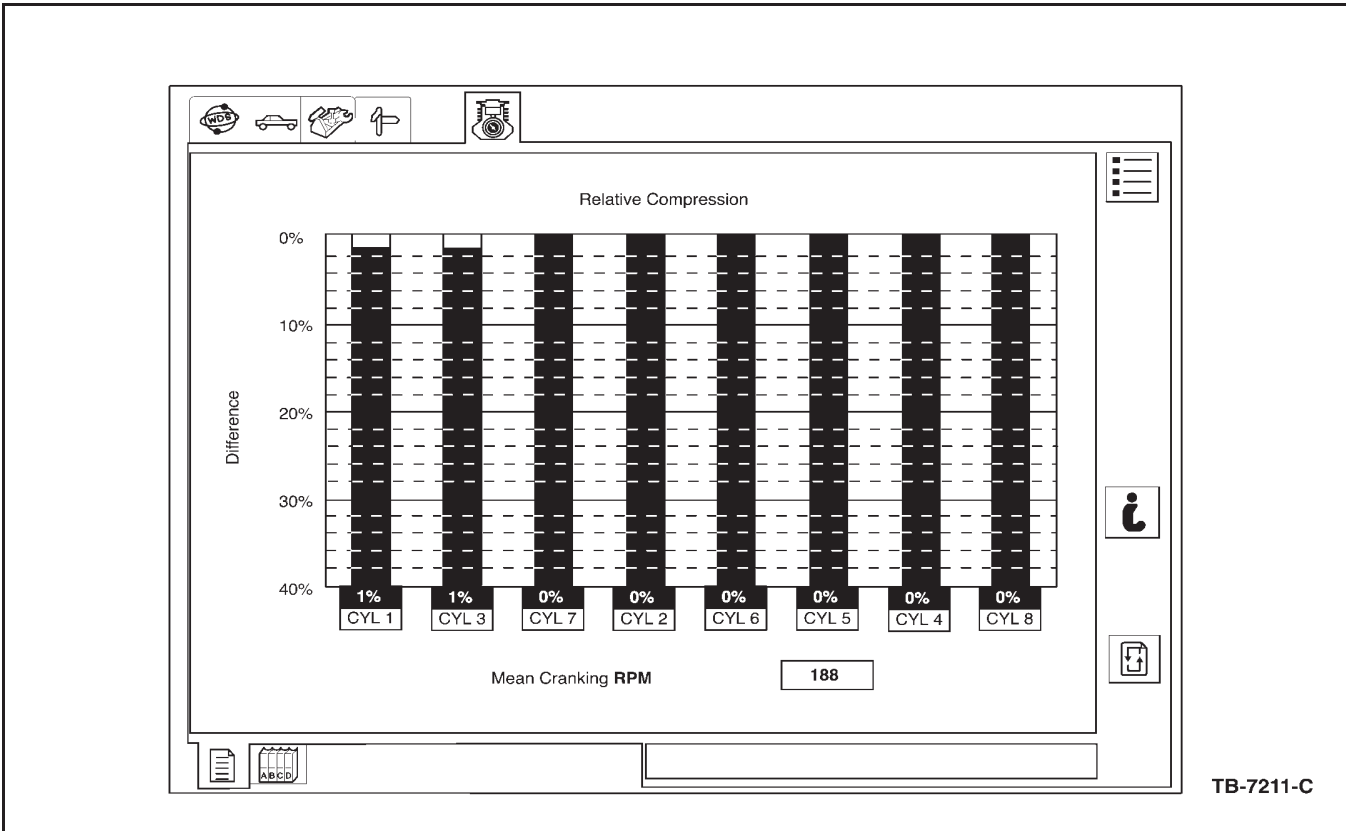 WDS
Relative Compression
0%
10%
20%
30%
40%
Difference
1% 1% 0% 0% 0% 0% 0% 0%
CYL 1 CYL 3 CYL 7 CYL 2 CYL 6 CYL 5 CYL 4 CYL 8
Mean Cranking RPM 188
A B C D
TB-7211-C